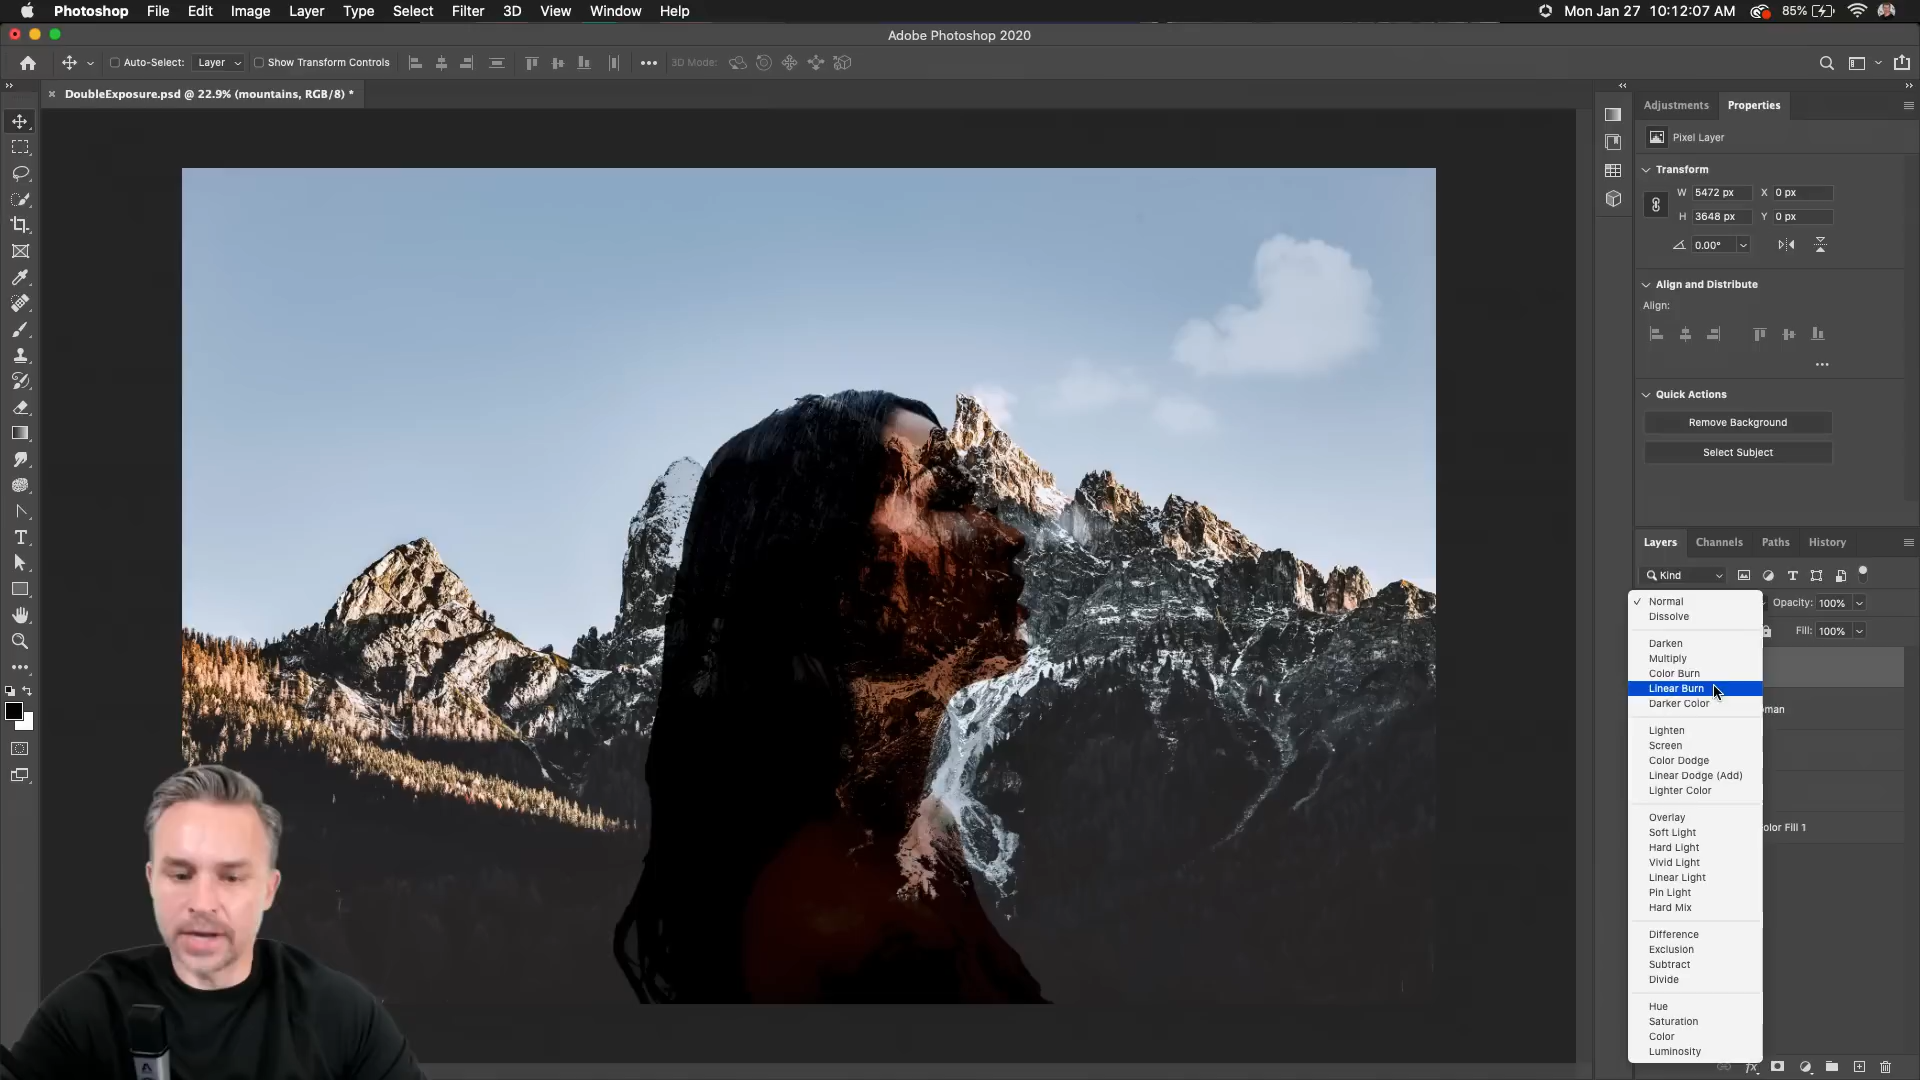 Photoshop File Edit Image Layer Type Select Filter 3D View Window Help Mon Jan 27 10:12:07 AM 85%
Adobe Photoshop 2020
Auto-Select: Layer Show Transform Controls 3D Mode:
DoubleExposure.psd @ 22.9% (mountains, RGB/8) *
Adjustments Properties
Pixel Layer
Transform
W 5472 px X 0 px
H 3648 px Y 0 px
0.00°
Align and Distribute
Align:
Quick Actions
Remove Background
Select Subject
Layers Channels Paths History
Kind
Normal Opacity: 100%
Dissolve
Fill: 100%
Darken
Multiply
Color Burn
Linear Burn
Darker Color oman
Lighten
Screen
Color Dodge
Linear Dodge (Add)
Lighter Color
Overlay
olor Fill 1
Soft Light
Hard Light
Vivid Light
Linear Light
Pin Light
Hard Mix
Difference
Exclusion
Subtract
Divide
Hue
Saturation
Color
Luminosity
fx